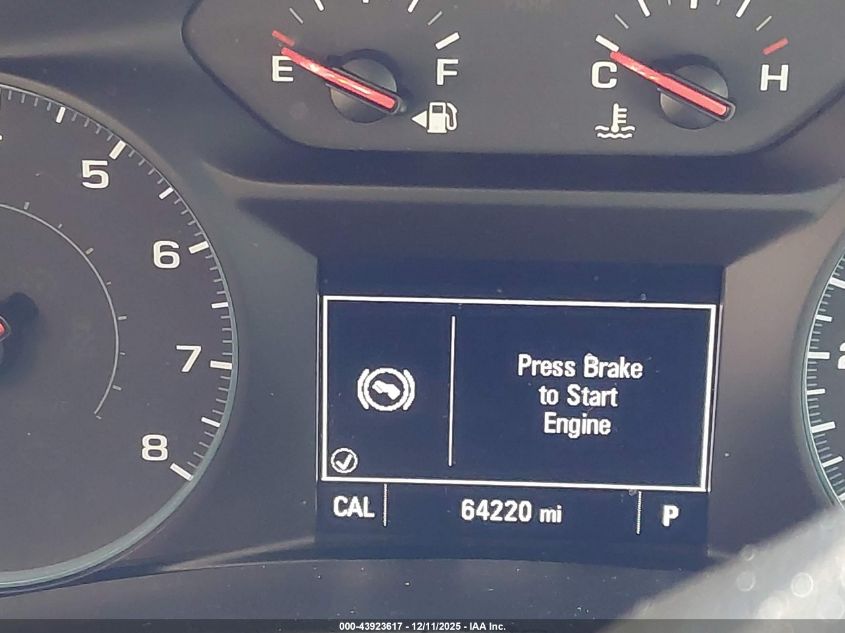 E F
C H
5
6
7
8
Press Brake
to Start
Engine
CAL 64220 mi P
000-43923617 - 12/11/2025 - IAA Inc.